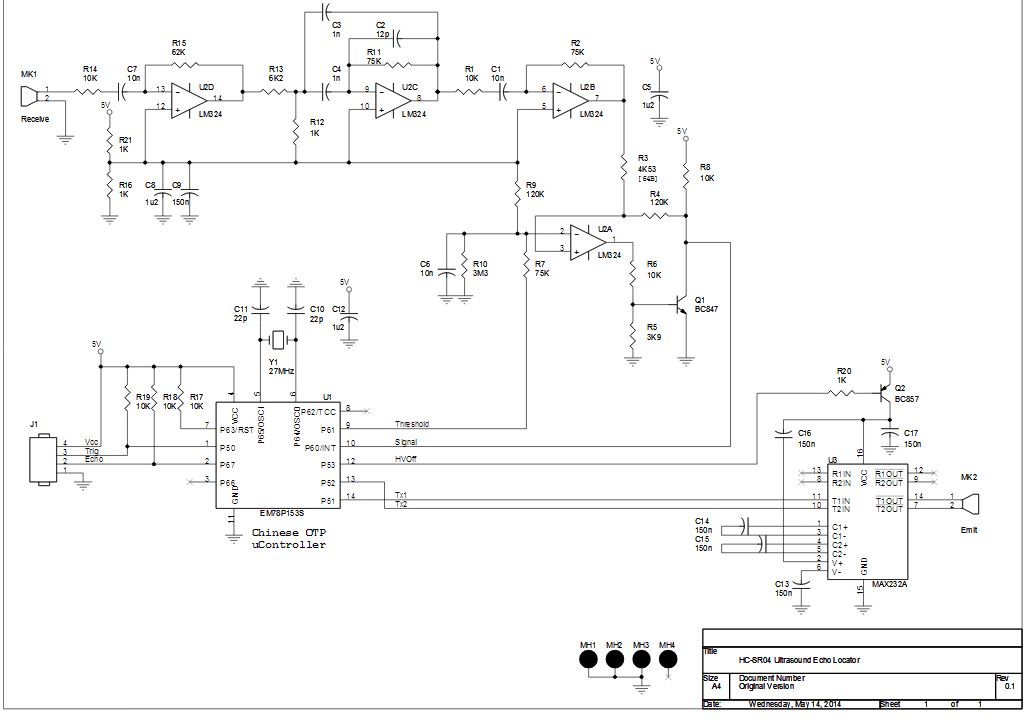 C3
1n
C2
12p
R15
62K
R11
75K
R2
75K
MK1
R14
10K
C7
10n
R13
6K2
C4
1n
R1
10K
C1
10n
5V
1
2
13
12
U2D
14
LM324
9
10
U2C
8
LM324
6
5
U2B
7
LM324
C5
1u2
Receive
5V
R21
1K
R12
1K
5V
R16
1K
C8
1u2
C9
150n
R9
120K
R3
4K53
[64B]
R8
10K
R4
120K
2
3
U2A
1
LM324
C6
10n
R10
3M3
R7
75K
R6
10K
Q1
BC847
R5
3K9
C11
22p
C10
22p
5V
C12
1u2
Y1
27MHz
5V
R19
10K
R18
10K
R17
10K
4
5
6
U1
VCC
P65/OSCI
P64/OSCO
P62/TCC
8
7
P63/RST
P61
9
Threshold
1
P50
P60/INT
10
Signal
2
P67
P53
12
HVOff
3
P66
P52
13
GND
P51
14
Tx1
Tx2
11
EM78P153S
J1
4
3
2
1
Vcc
Trig
Echo
Chinese OTP
uController
R20
1K
5V
Q2
BC857
C16
150n
C17
150n
U3
16
VCC
13
8
R1IN
R2IN
R1OUT
R2OUT
12
9
11
10
T1IN
T2IN
T1OUT
T2OUT
14
7
MK2
1
2
Emit
C14
150n
C15
150n
1
3
4
5
2
6
C1+
C1-
C2+
C2-
V+
V-
GND
15
MAX232A
C13
150n
MH1
MH2
MH3
MH4
Title
HC-SR04 Ultrasound Echo Locator
Size
A4
Document Number
Original Version
Rev
0.1
Date:
Wednesday, May 14, 2014
Sheet
1
of
1